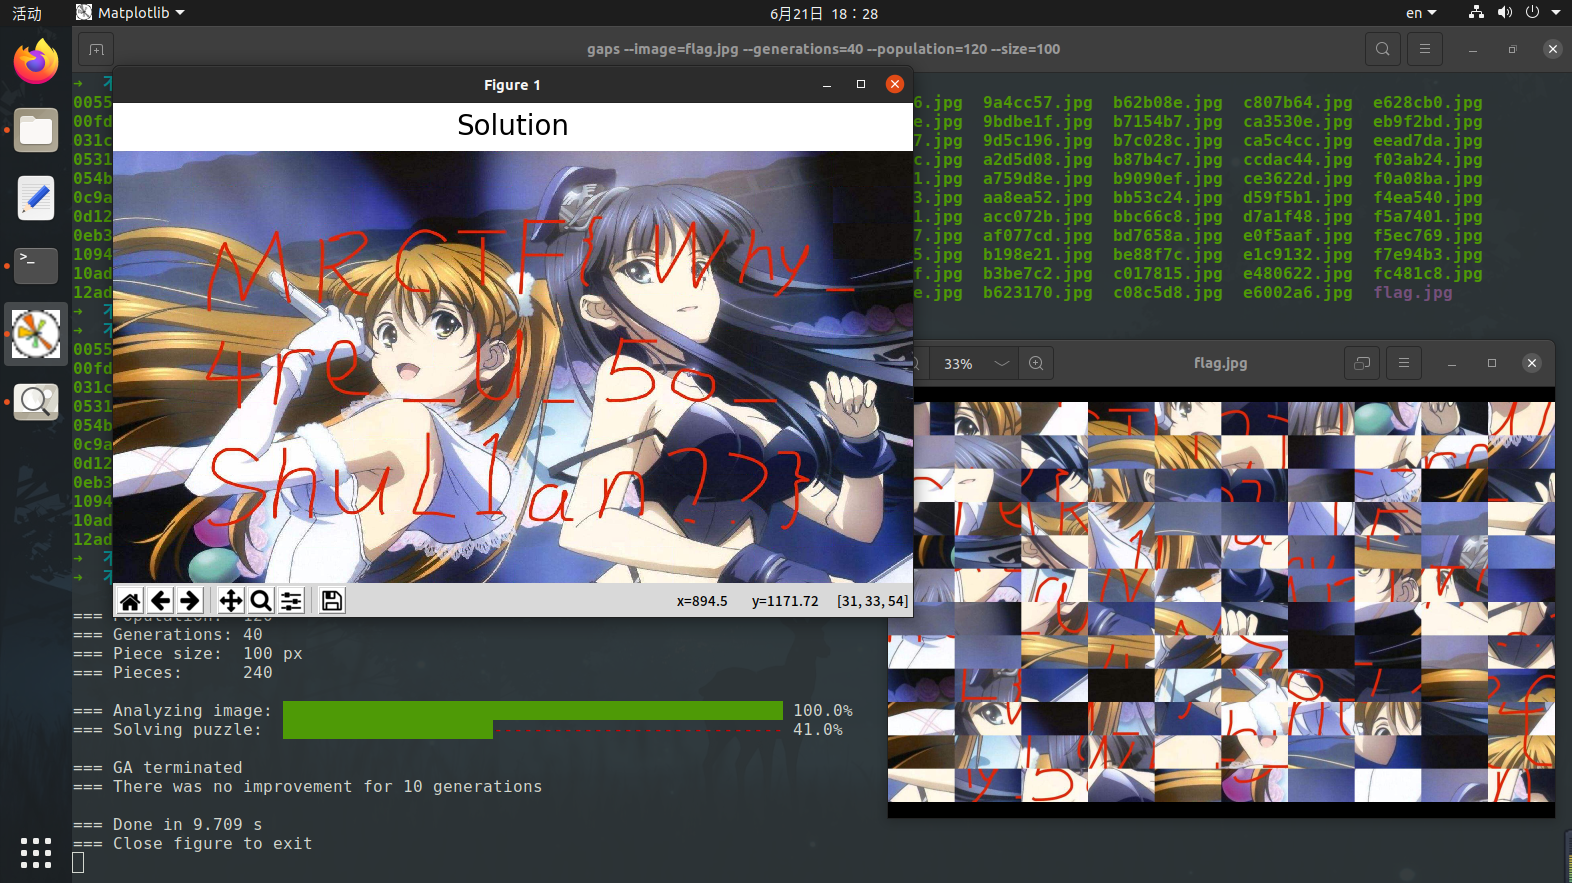 活动
Matplotlib
6月21日 18：28
en
gaps --image=flag.jpg --generations=40 --population=120 --size=100
Figure 1
Solution
MRCTF{Why_
4re_U_5o_
ShuL1an??}
x=894.5 y=1171.72 [31, 33, 54]
0055
00fd
031c
0531
054b
0c9a
0d12
0eb3
1094
10ad
12ad
6.jpg 9a4cc57.jpg b62b08e.jpg c807b64.jpg e628cb0.jpg
e.jpg 9bdbe1f.jpg b7154b7.jpg ca3530e.jpg eb9f2bd.jpg
7.jpg 9d5c196.jpg b7c028c.jpg ca5c4cc.jpg eead7da.jpg
c.jpg a2d5d08.jpg b87b4c7.jpg ccdac44.jpg f03ab24.jpg
1.jpg a759d8e.jpg b9090ef.jpg ce3622d.jpg f0a08ba.jpg
3.jpg aa8ea52.jpg bb53c24.jpg d59f5b1.jpg f4ea540.jpg
1.jpg acc072b.jpg bbc66c8.jpg d7a1f48.jpg f5a7401.jpg
7.jpg af077cd.jpg bd7658a.jpg e0f5aaf.jpg f5ec769.jpg
5.jpg b198e21.jpg be88f7c.jpg e1c9132.jpg f7e94b3.jpg
f.jpg b3be7c2.jpg c017815.jpg e480622.jpg fc481c8.jpg
e.jpg b623170.jpg c08c5d8.jpg e6002a6.jpg flag.jpg
0055
00fd
031c
0531
054b
0c9a
0d12
0eb3
1094
10ad
12ad
33%
flag.jpg
=== Population: 120
=== Generations: 40
=== Piece size: 100 px
=== Pieces: 240
=== Analyzing image: 100.0%
=== Solving puzzle: 41.0%
=== GA terminated
=== There was no improvement for 10 generations
=== Done in 9.709 s
=== Close figure to exit